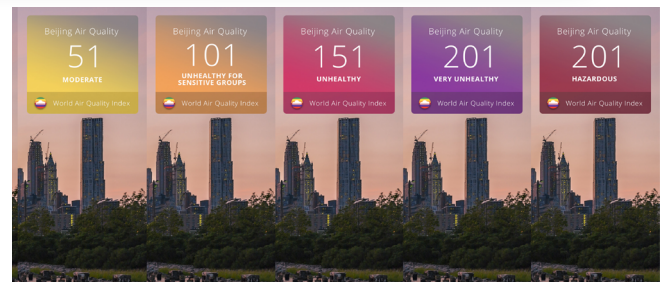 Beijing Air Quality
51
MODERATE
World Air Quality Index
Beijing Air Quality
101
UNHEALTHY FOR
SENSITIVE GROUPS
World Air Quality Index
Beijing Air Quality
151
UNHEALTHY
World Air Quality Index
Beijing Air Quality
201
VERY UNHEALTHY
World Air Quality Index
Beijing Air Quality
201
HAZARDOUS
World Air Quality Index